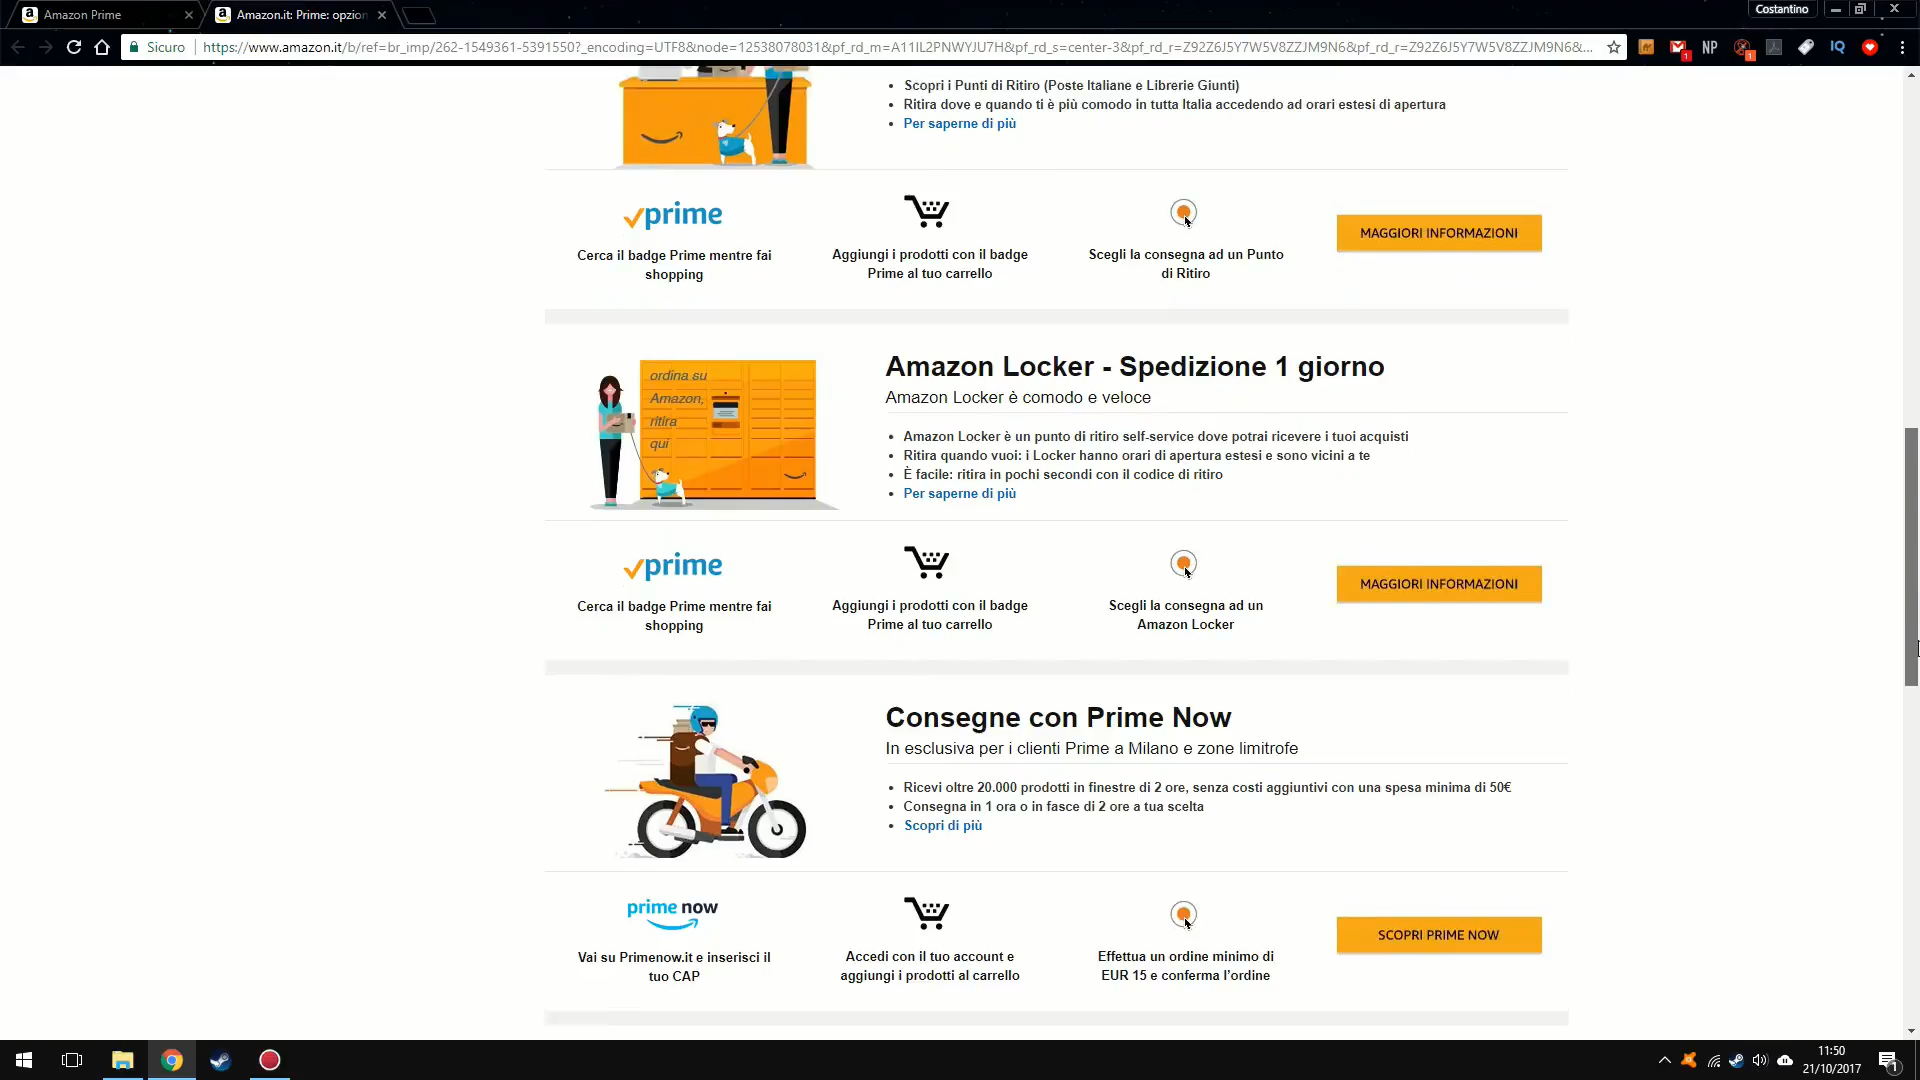 Amazon Prime
Amazon.it: Prime: opzion
Costantino
Sicuro
https://www.amazon.it/b/ref=br_imp/262-1549361-5391550?_encoding=UTF8&node=12538078031&pf_rd_m=A11IL2PNWYJU7H&pf_rd_s=center-3&pf_rd_r=Z92Z6J5Y7W5V8ZZJM9N6&pf_rd_r=Z92Z6J5Y7W5V8ZZJM9N6&...
1
NP
1
IQ
• Scopri i Punti di Ritiro (Poste Italiane e Librerie Giunti)
• Ritira dove e quando ti è più comodo in tutta Italia accedendo ad orari estesi di apertura
• Per saperne di più
prime
Cerca il badge Prime mentre fai
shopping
Aggiungi i prodotti con il badge
Prime al tuo carrello
Scegli la consegna ad un Punto
di Ritiro
MAGGIORI INFORMAZIONI
ordina su
Amazon,
ritira
qui
Amazon Locker - Spedizione 1 giorno
Amazon Locker è comodo e veloce
• Amazon Locker è un punto di ritiro self-service dove potrai ricevere i tuoi acquisti
• Ritira quando vuoi: i Locker hanno orari di apertura estesi e sono vicini a te
• È facile: ritira in pochi secondi con il codice di ritiro
• Per saperne di più
prime
Cerca il badge Prime mentre fai
shopping
Aggiungi i prodotti con il badge
Prime al tuo carrello
Scegli la consegna ad un
Amazon Locker
MAGGIORI INFORMAZIONI
Consegne con Prime Now
In esclusiva per i clienti Prime a Milano e zone limitrofe
• Ricevi oltre 20.000 prodotti in finestre di 2 ore, senza costi aggiuntivi con una spesa minima di 50€
• Consegna in 1 ora o in fasce di 2 ore a tua scelta
• Scopri di più
prime now
Vai su Primenow.it e inserisci il
tuo CAP
Accedi con il tuo account e
aggiungi i prodotti al carrello
Effettua un ordine minimo di
EUR 15 e conferma l'ordine
SCOPRI PRIME NOW
11:50
21/10/2017
1